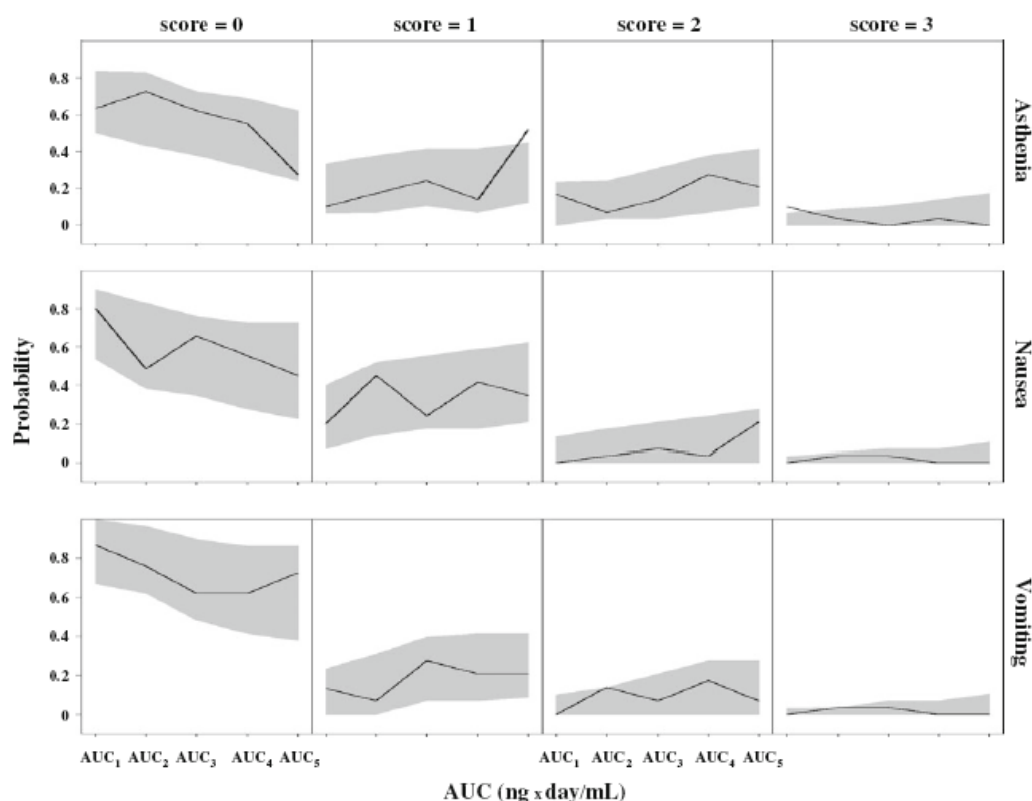 score = 0 score = 1 score = 2 score = 3
0.8
0.6
0.4
0.2
0
Asthenia
0.8
0.6
0.4
0.2
0
Nausea
Probability
0.8
0.6
0.4
0.2
0
Vomiting
AUC₁ AUC₂ AUC₃ AUC₄ AUC₅ AUC₁ AUC₂ AUC₃ AUC₄ AUC₅
AUC (ng x day/mL)